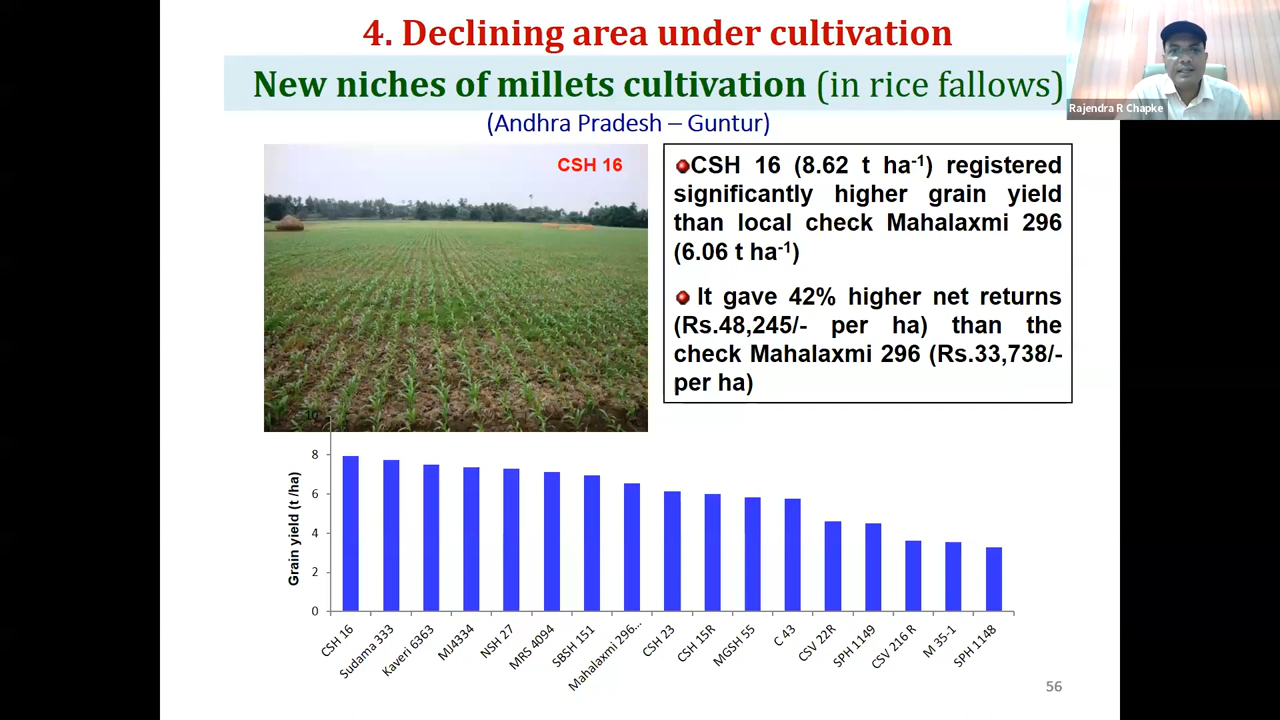 4. Declining area under cultivation
New niches of millets cultivation (in rice fallows)
Rajendra R Chapke
(Andhra Pradesh – Guntur)
CSH 16
CSH 16 (8.62 t ha-1) registered
significantly higher grain yield
than local check Mahalaxmi 296
(6.06 t ha-1)
It gave 42% higher net returns
(Rs.48,245/- per ha) than the
check Mahalaxmi 296 (Rs.33,738/-
per ha)
Grain yield (t /ha)
10
8
6
4
2
0
CSH 16
Sudama 333
Kaveri 6363
MJ4334
NSH 27
MRS 4094
SBSH 151
Mahalaxmi 296...
CSH 23
CSH 15R
MGSH 55
C 43
CSV 22R
SPH 1149
CSV 216 R
M 35-1
SPH 1148
56